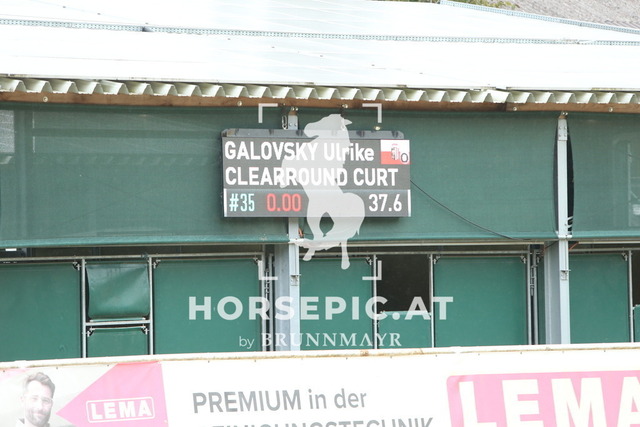 GALOVSKY Ulrike
CLEARROUND CURT
#35 0.00 37.6
HORSEPIC.AT
by BRUNNMAYR
LEMA
PREMIUM in der
LEMA